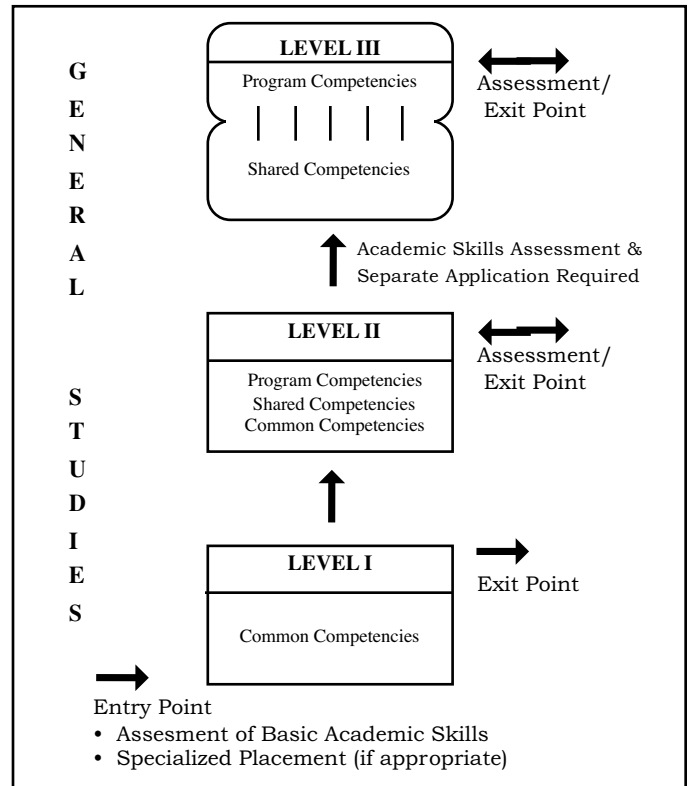 GENERAL STUDIES
LEVEL III
Program Competencies
Shared Competencies
Assessment/
Exit Point
Academic Skills Assessment &
Separate Application Required
LEVEL II
Program Competencies
Shared Competencies
Common Competencies
Assessment/
Exit Point
LEVEL I
Common Competencies
Exit Point
Entry Point
• Assesment of Basic Academic Skills
• Specialized Placement (if appropriate)